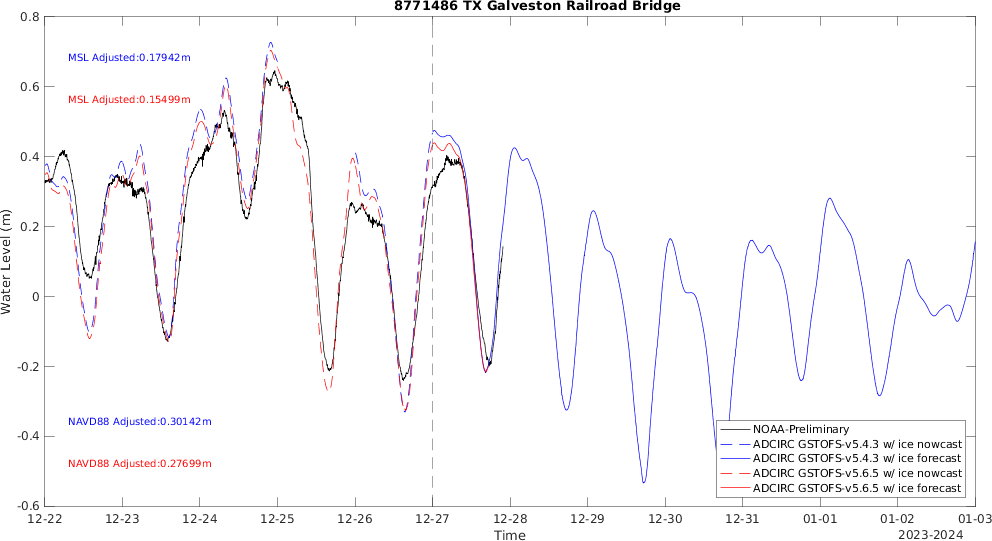 8771486 TX Galveston Railroad Bridge
0.8
0.6
0.4
0.2
0
-0.2
-0.4
-0.6
Water Level (m)
MSL Adjusted:0.17942m
MSL Adjusted:0.15499m
NAVD88 Adjusted:0.30142m
NAVD88 Adjusted:0.27699m
NOAA-Preliminary
ADCIRC GSTOFS-v5.4.3 w/ ice nowcast
ADCIRC GSTOFS-v5.4.3 w/ ice forecast
ADCIRC GSTOFS-v5.6.5 w/ ice nowcast
ADCIRC GSTOFS-v5.6.5 w/ ice forecast
12-22 12-23 12-24 12-25 12-26 12-27 12-28 12-29 12-30 12-31 01-01 01-02 01-03
Time
2023-2024